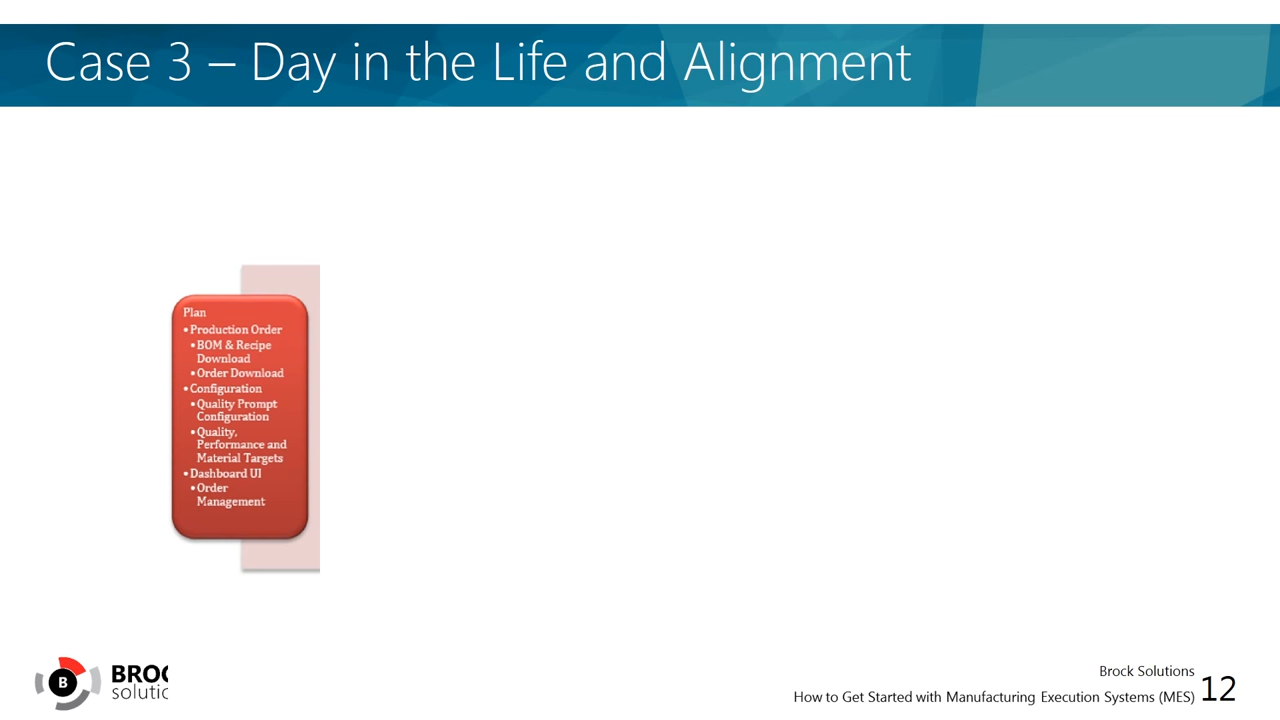 Case 3 – Day in the Life and Alignment
Plan
•Production Order
•BOM & Recipe
Download
•Order Download
•Configuration
•Quality Prompt
Configuration
•Quality,
Performance and
Material Targets
•Dashboard UI
•Order
Management
B
BROC
solutic
Brock Solutions
How to Get Started with Manufacturing Execution Systems (MES)
12